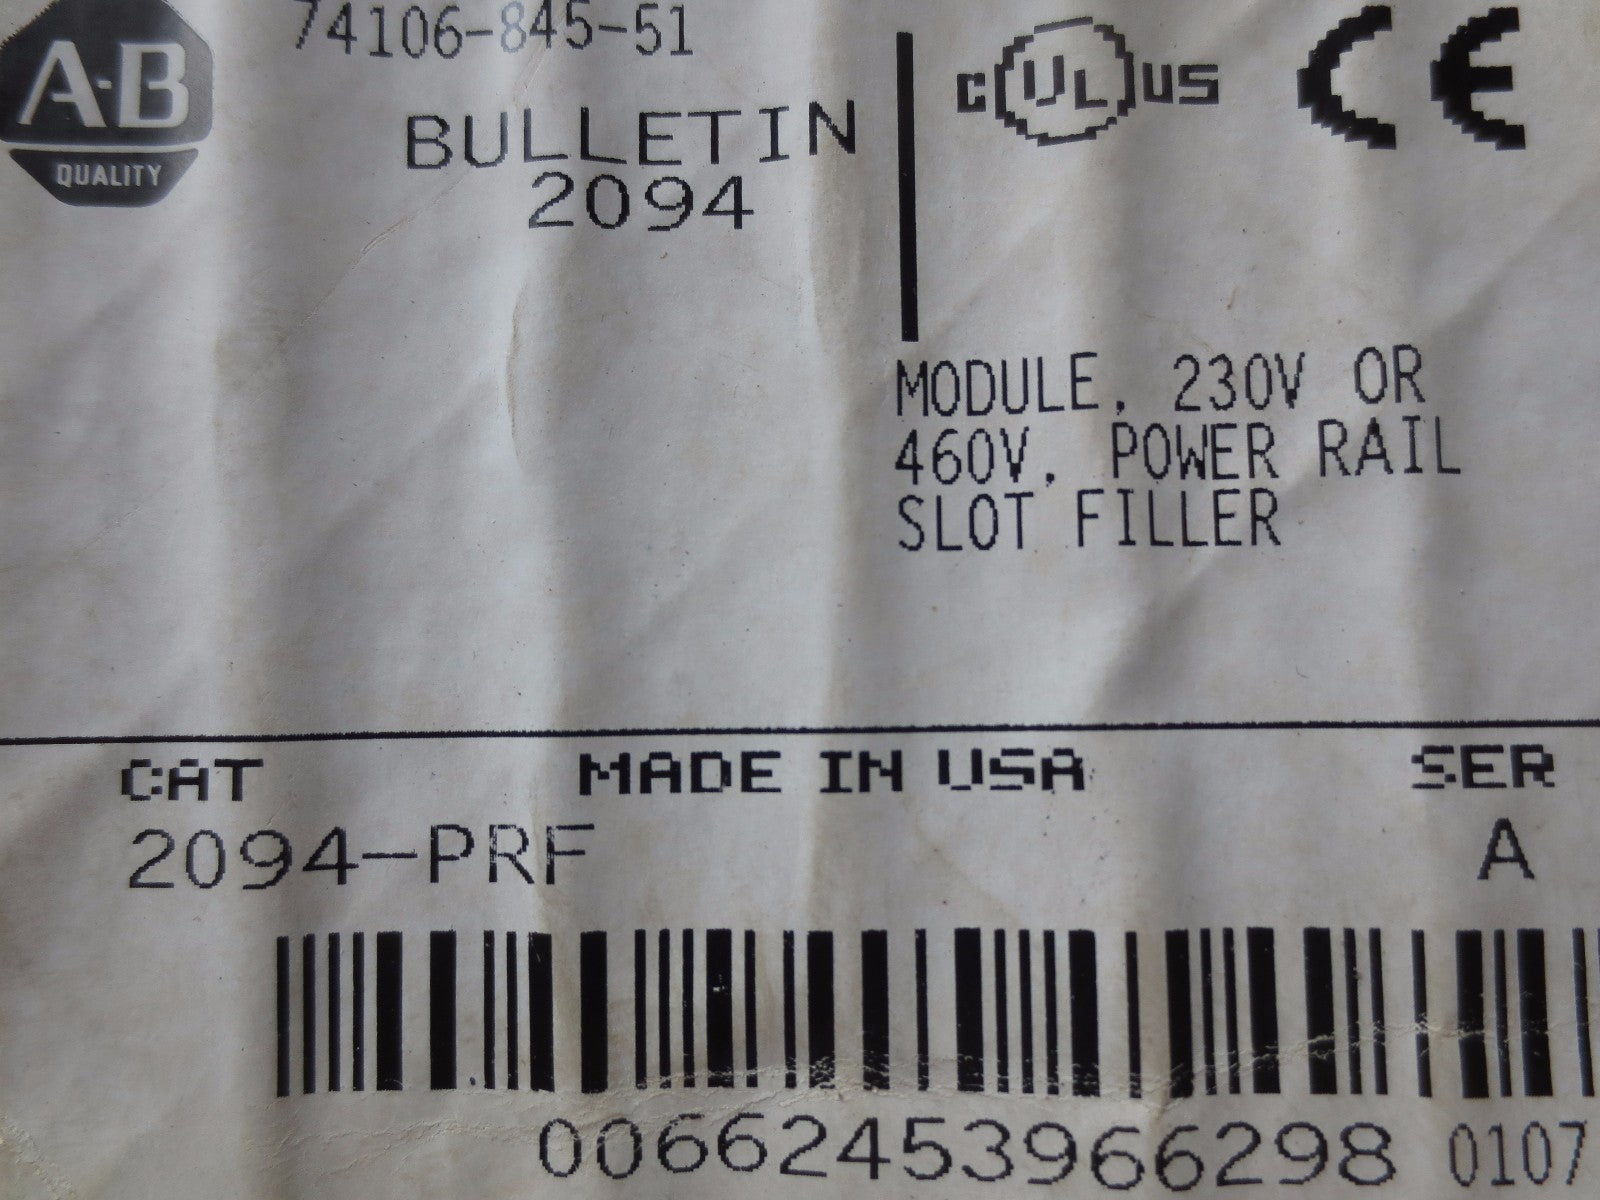 A-B
QUALITY
74106-845-51
BULLETIN
2094
C UL US CE
MODULE, 230V OR
460V, POWER RAIL
SLOT FILLER
CAT MADE IN USA SER
2094-PRF A
00662453966298 0107